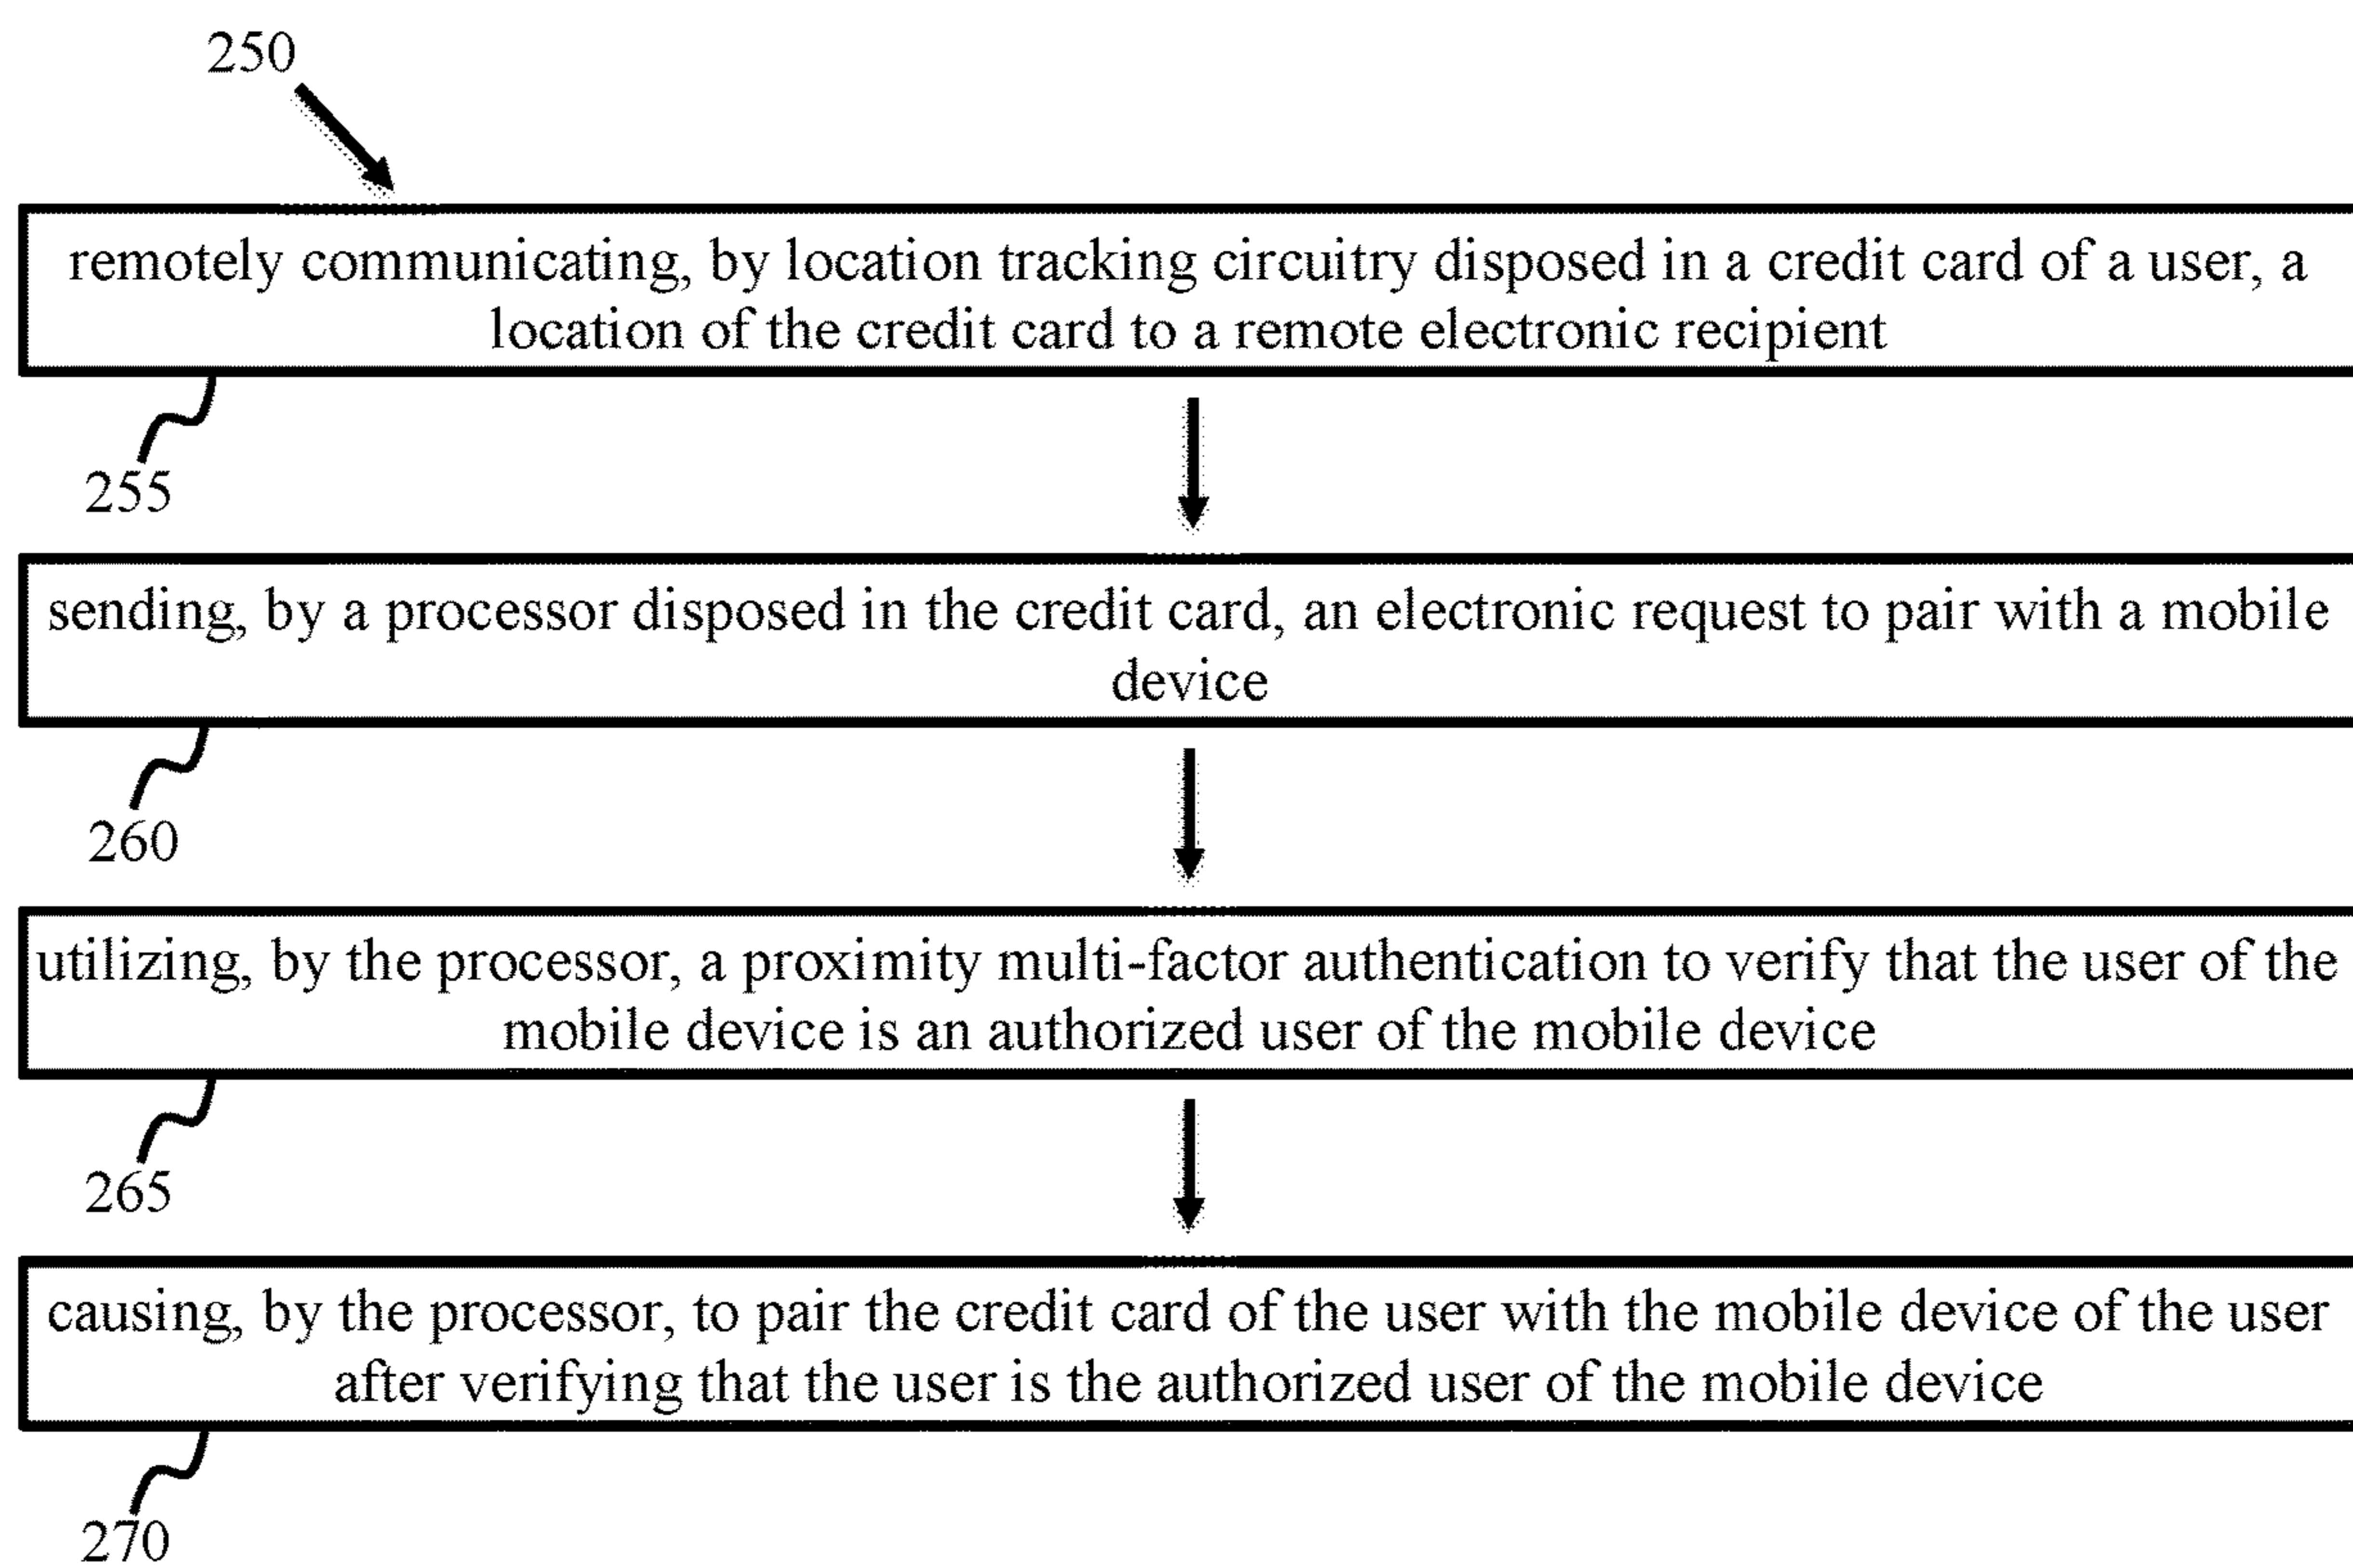 250
remotely communicating, by location tracking circuitry disposed in a credit card of a user, a
location of the credit card to a remote electronic recipient
255
sending, by a processor disposed in the credit card, an electronic request to pair with a mobile
device
260
utilizing, by the processor, a proximity multi-factor authentication to verify that the user of the
mobile device is an authorized user of the mobile device
265
causing, by the processor, to pair the credit card of the user with the mobile device of the user
after verifying that the user is the authorized user of the mobile device
270